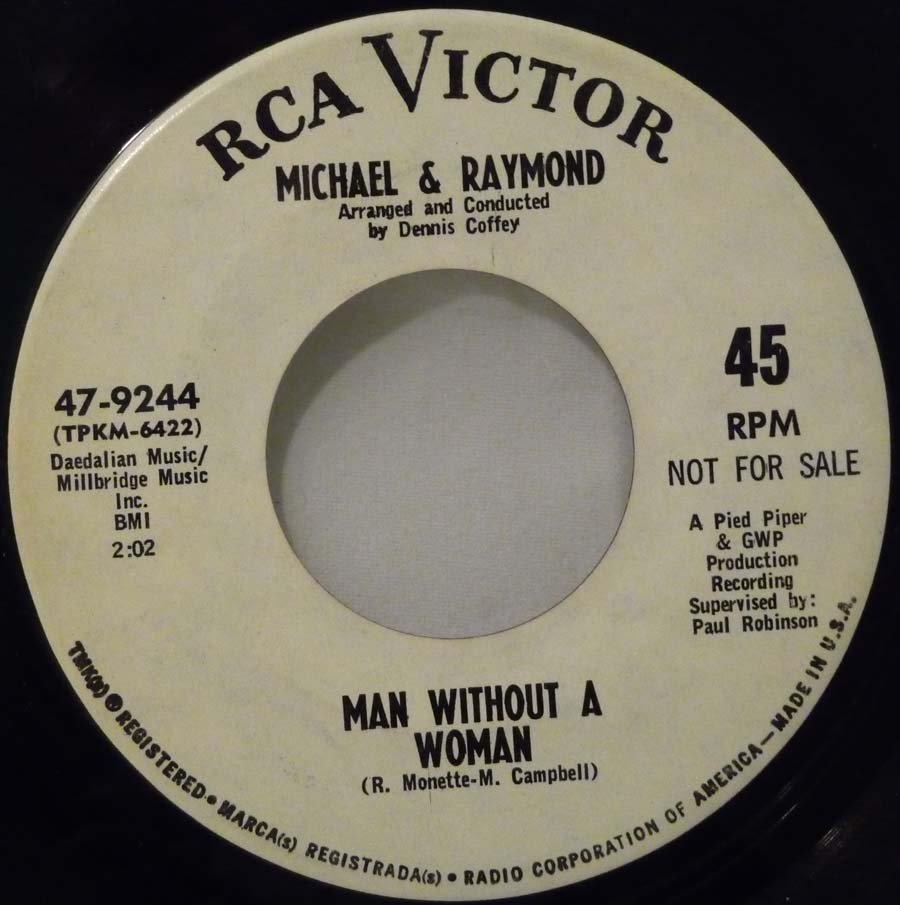 RCA VICTOR
MICHAEL & RAYMOND
Arranged and Conducted
by Dennis Coffey
47-9244
(TPKM-6422)
Daedalian Music/
Millbridge Music
Inc.
BMI
2:02
45
RPM
NOT FOR SALE
A Pied Piper
& GWP
Production
Recording
Supervised by:
Paul Robinson
MAN WITHOUT A
WOMAN
(R. Monette-M. Campbell)
TMK(s) ® REGISTERED • MARCA(s) REGISTRADA(s) • RADIO CORPORATION OF AMERICA — MADE IN U.S.A.